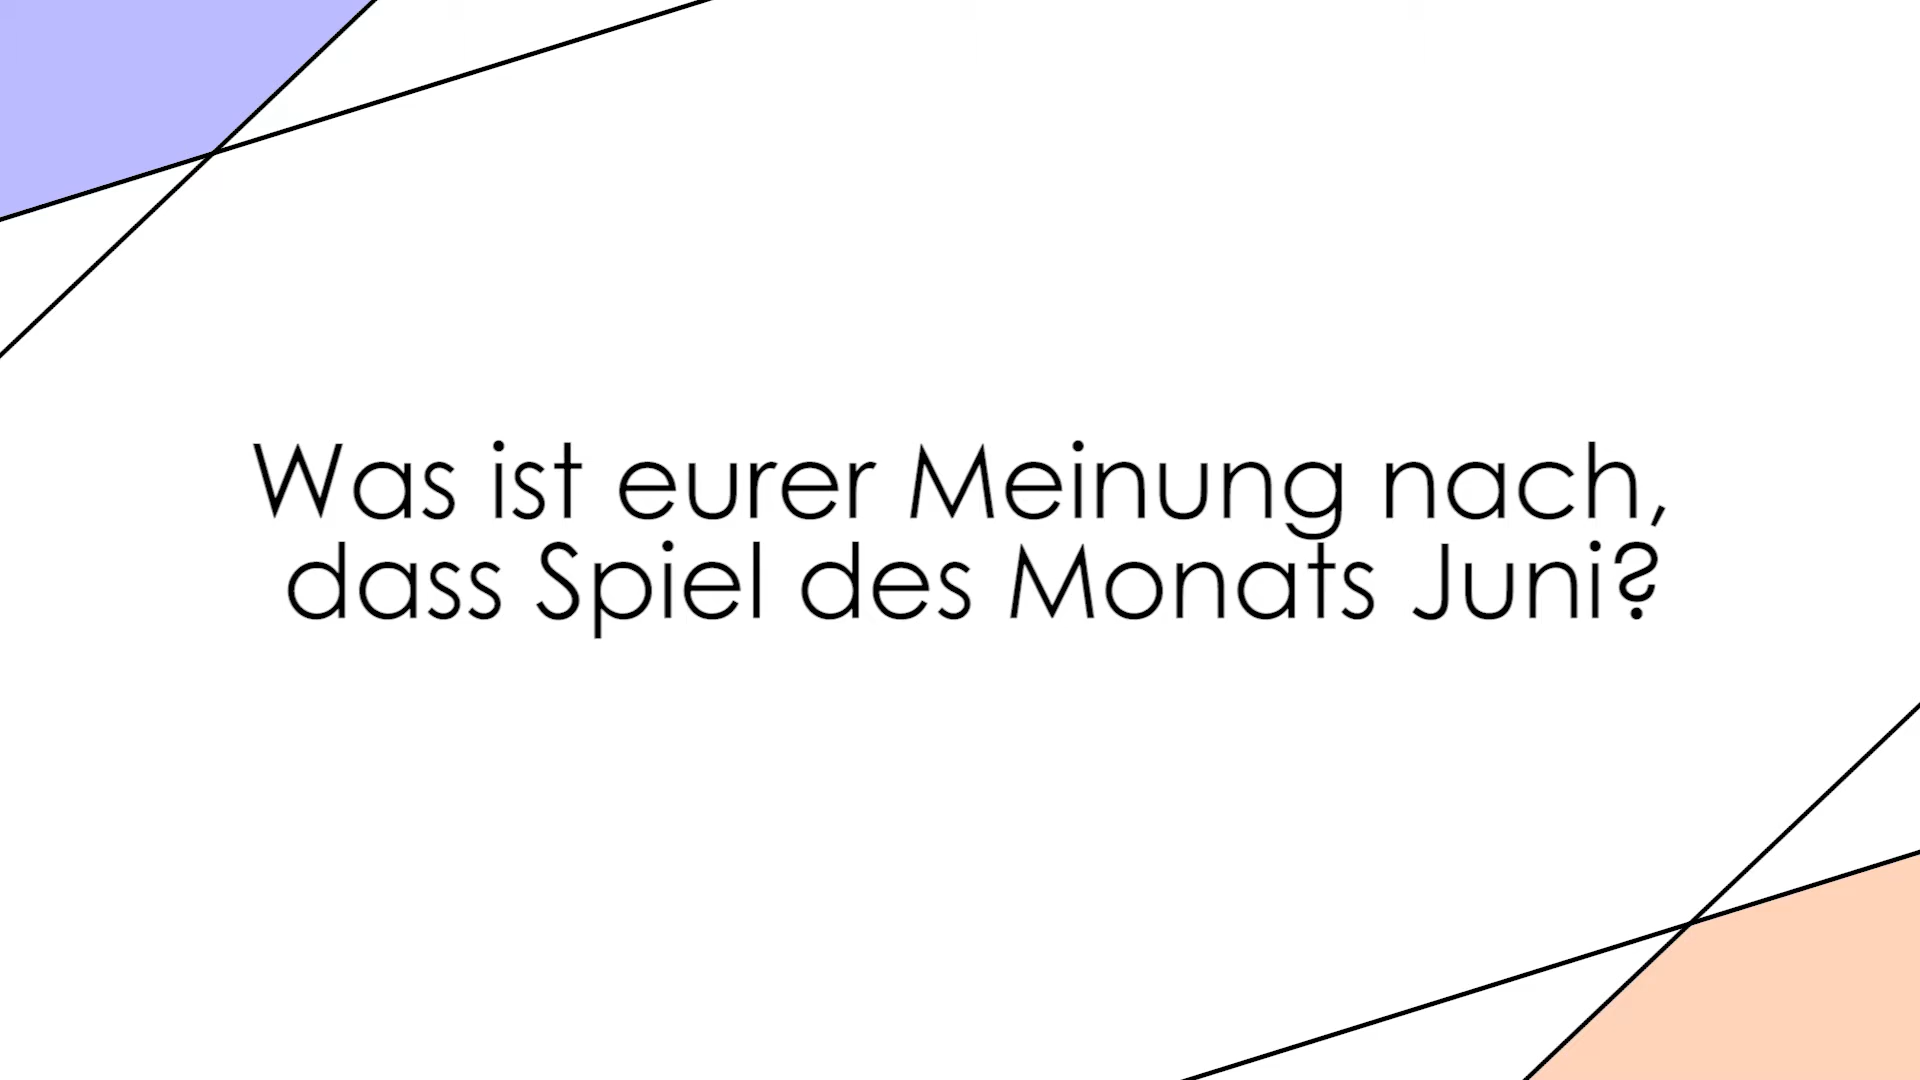 Was ist eurer Meinung nach,
dass Spiel des Monats Juni?